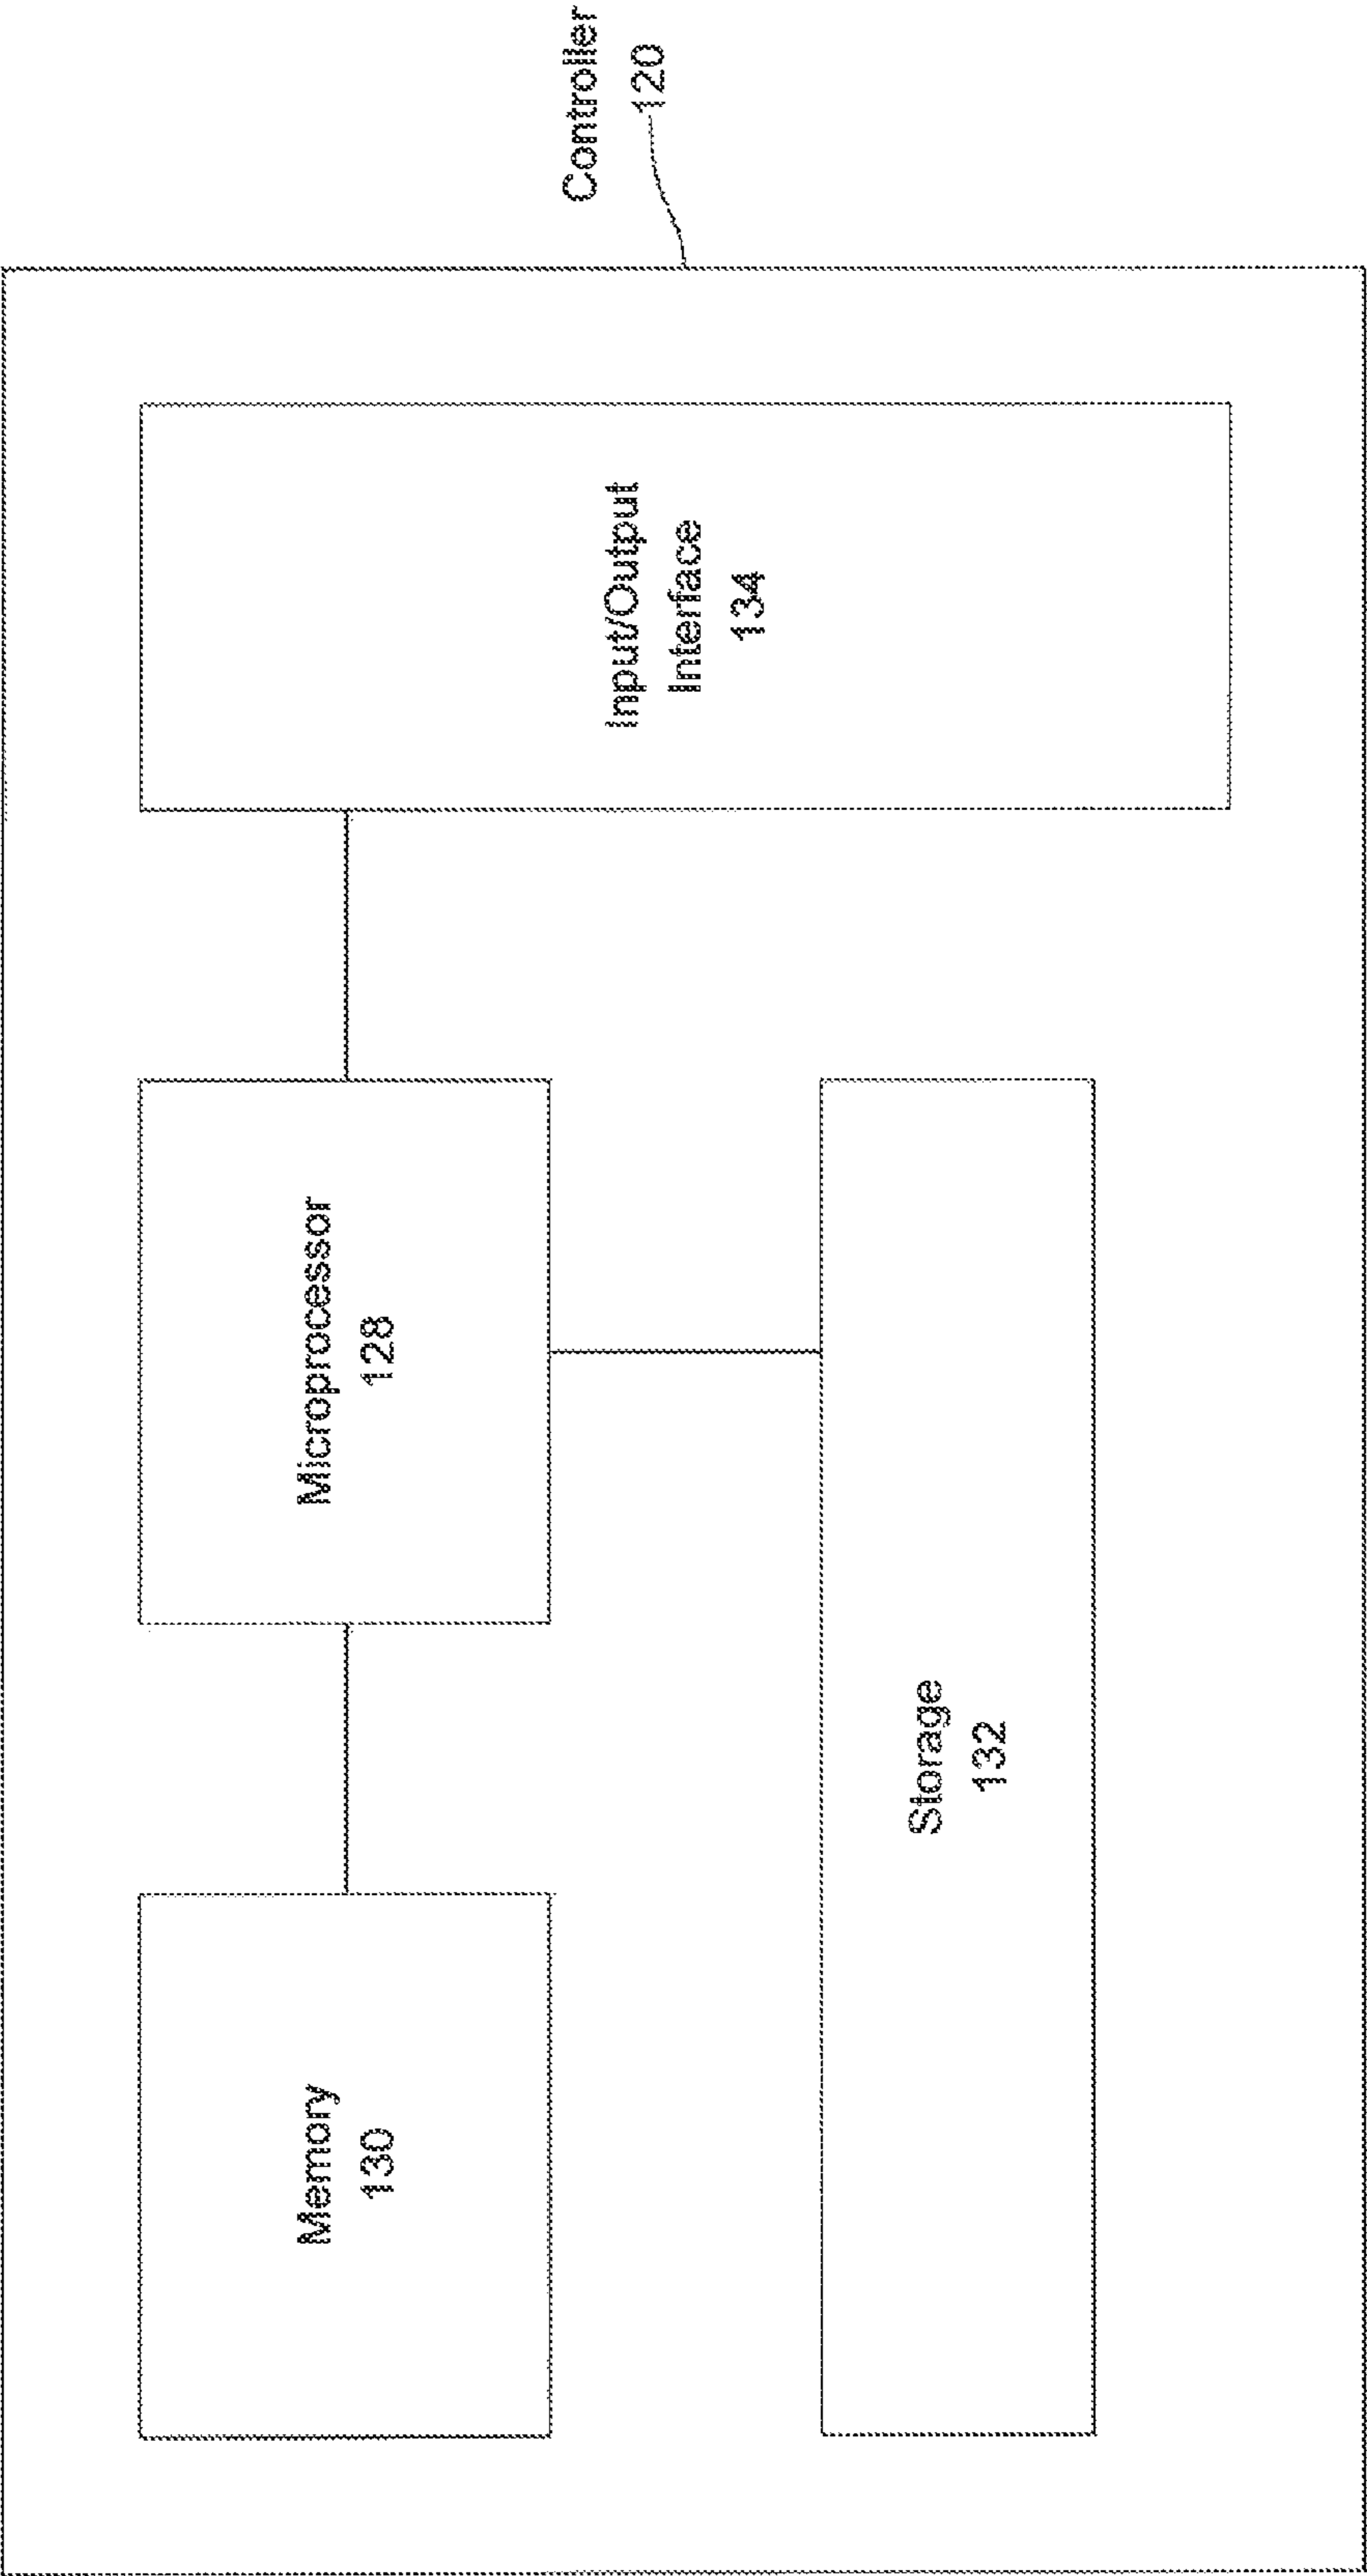 Controller
120
Memory
130
Microprocessor
128
Input/Output
Interface
134
Storage
132